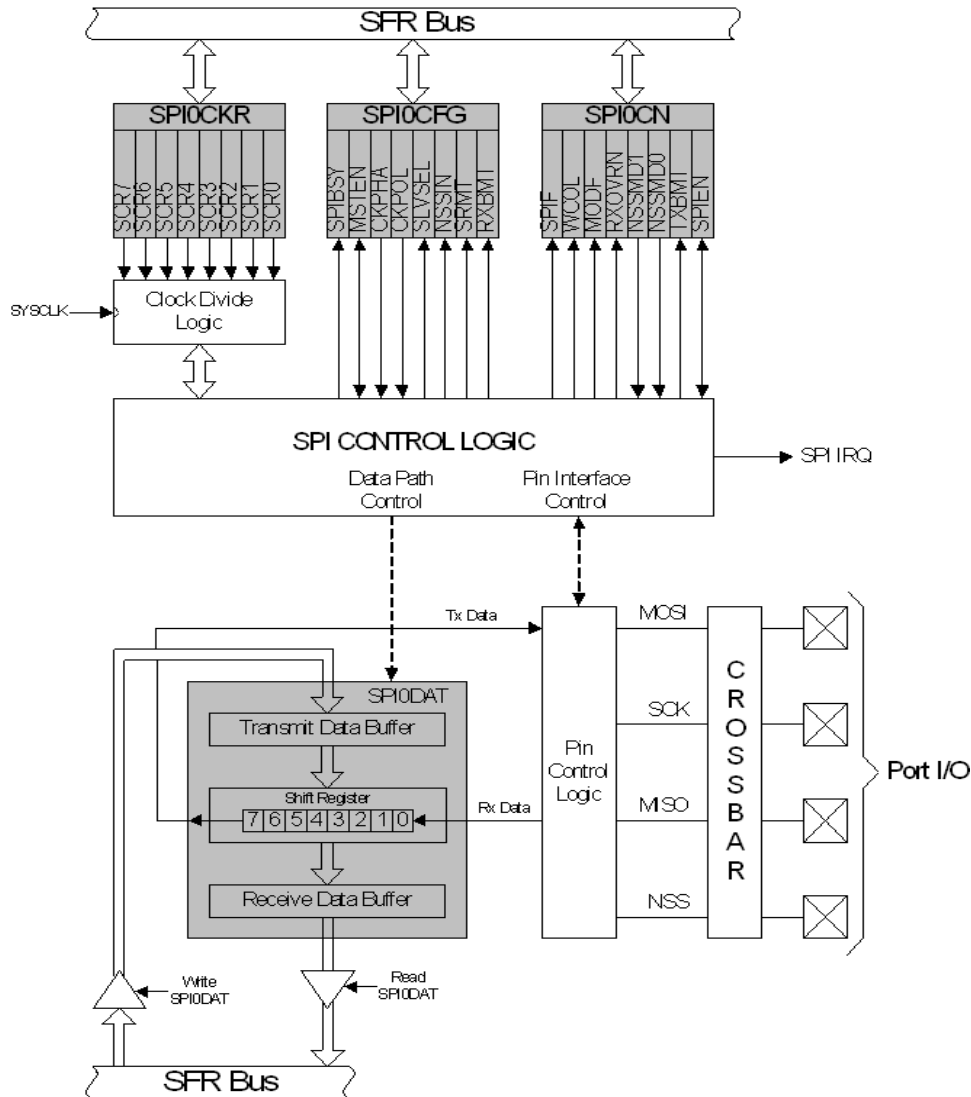 SFR Bus
SPI0CKR
SPI0CFG
SPI0CN
SCR7
SCR6
SCR5
SCR4
SCR3
SCR2
SCR1
SCR0
SPIBSY
MSTEN
CKPHA
CKPOL
SLVSEL
NSSIN
SRMT
RXBMT
SPIF
WCOL
MODF
RXOVRN
NSSMD1
NSSMD0
TXBMT
SPIEN
SYSCLK
Clock Divide
Logic
SPI CONTROL LOGIC
SPI IRQ
Data Path
Control
Pin Interface
Control
Tx Data
MOSI
SPI0DAT
Transmit Data Buffer
SCK
Pin
Control
Logic
Shift Register
7 6 5 4 3 2 1 0
Rx Data
MISO
CROSSBAR
Port I/O
Receive Data Buffer
NSS
Write
SPI0DAT
Read
SPI0DAT
SFR Bus